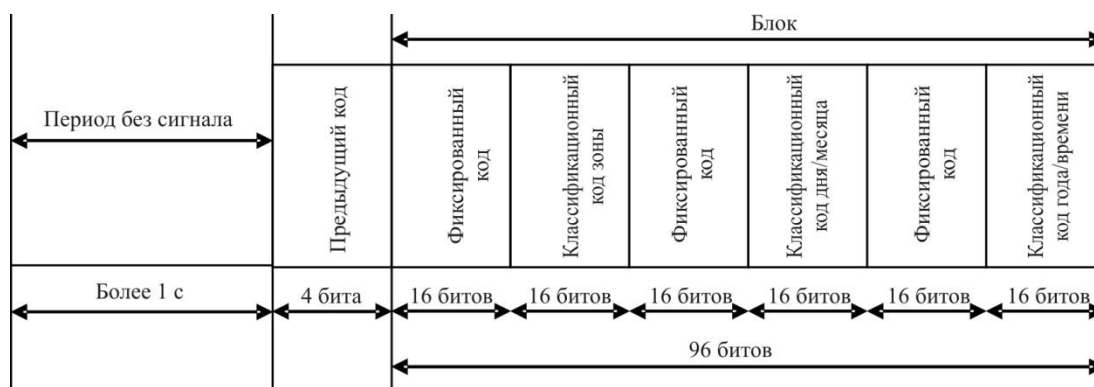 Блок
Период без сигнала
Предыдущий код
Фиксированный
код
Классификационный
код зоны
Фиксированный
код
Классификационный
код дня/месяца
Фиксированный
код
Классификационный
код года/времени
Более 1 с
4 бита
16 битов
16 битов
16 битов
16 битов
16 битов
16 битов
96 битов